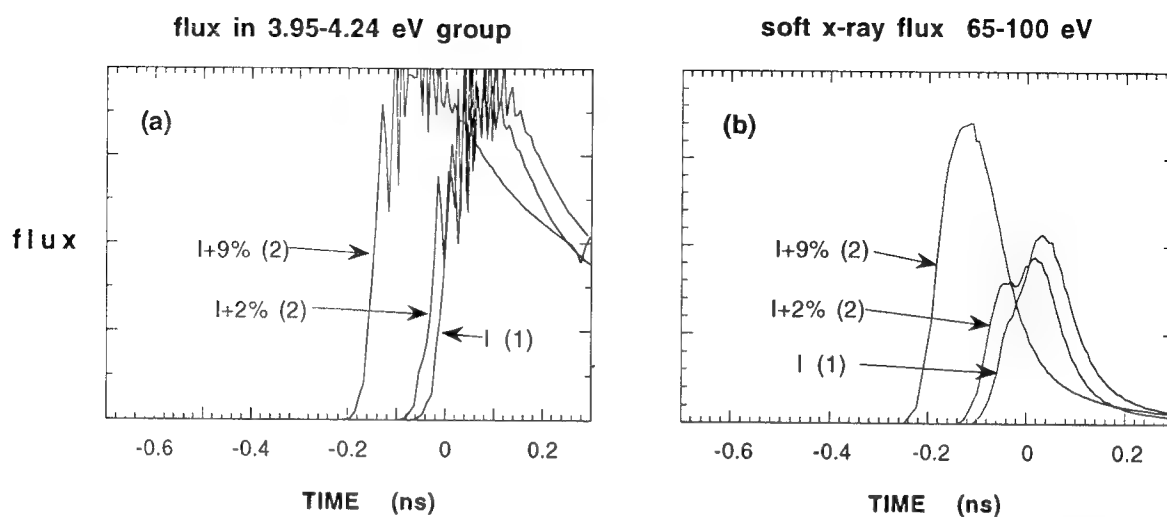 flux in 3.95-4.24 eV group
soft x-ray flux 65-100 eV
(a)
(b)
flux
I+9% (2)
I+2% (2)
I (1)
I+9% (2)
I+2% (2)
I (1)
-0.6 -0.4 -0.2 0 0.2
-0.6 -0.4 -0.2 0 0.2
TIME (ns)
TIME (ns)